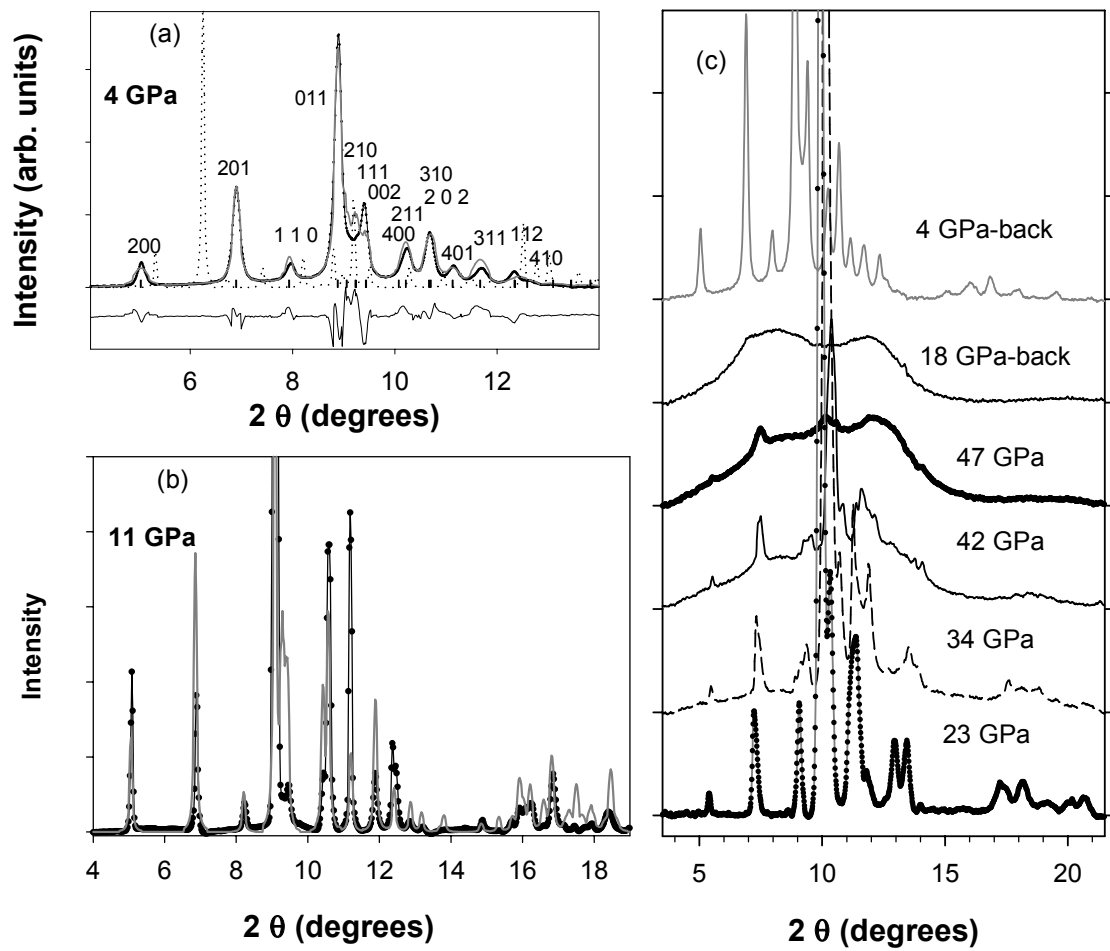 (a)
4 GPa
Intensity (arb. units)
011
210
111
310
201
002
211
2 0 2
200
1 1 0
400
401
311
112
410
6 8 10 12
2 θ (degrees)
(b)
11 GPa
Intensity
4 6 8 10 12 14 16 18
2 θ (degrees)
(c)
4 GPa-back
18 GPa-back
47 GPa
42 GPa
34 GPa
23 GPa
5 10 15 20
2 θ (degrees)